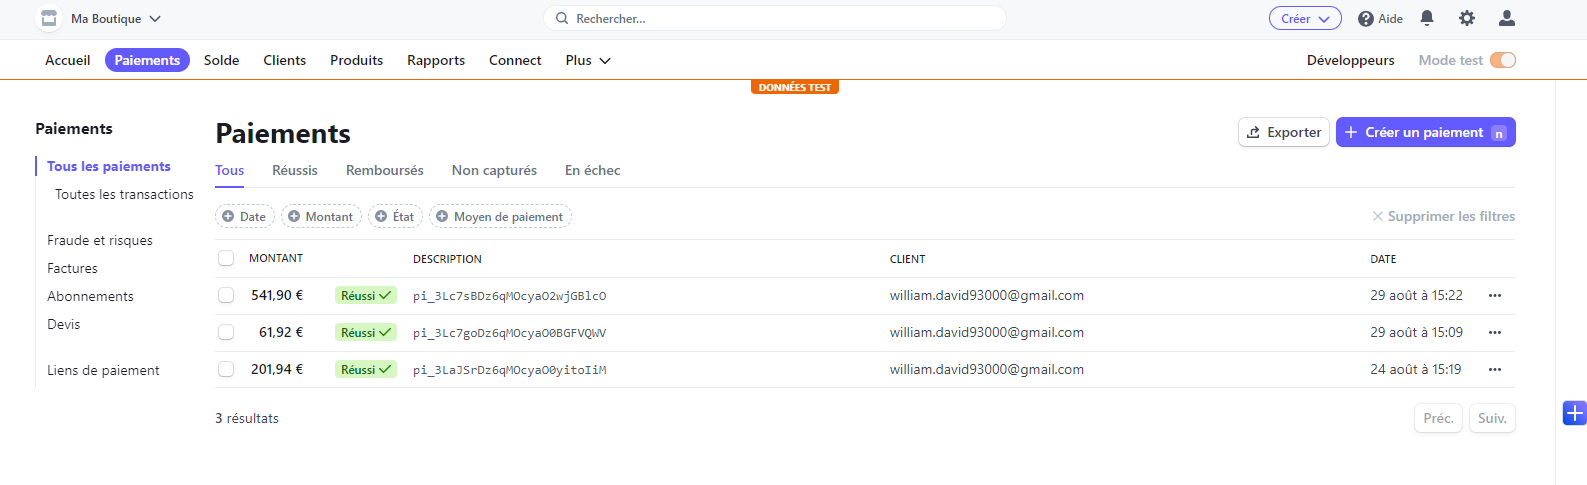 Ma Boutique
Rechercher...
Créer
Aide
Accueil Paiements Solde Clients Produits Rapports Connect Plus
Développeurs
Mode test
DONNÉES TEST
Paiements
Tous les paiements
Toutes les transactions
Fraude et risques
Factures
Abonnements
Devis
Liens de paiement
Paiements
Exporter
Créer un paiement n
Tous Réussis Remboursés Non capturés En échec
Date Montant État Moyen de paiement
Supprimer les filtres
MONTANT DESCRIPTION CLIENT DATE
541,90 € Réussi pi_3Lc7sBDz6qMOcyaO2wjGBlcO william.david93000@gmail.com 29 août à 15:22
61,92 € Réussi pi_3Lc7goDz6qMOcyaO0BGFVQWV william.david93000@gmail.com 29 août à 15:09
201,94 € Réussi pi_3LaJSrDz6qMOcyaO0yitoIiM william.david93000@gmail.com 24 août à 15:19
3 résultats
Préc. Suiv.